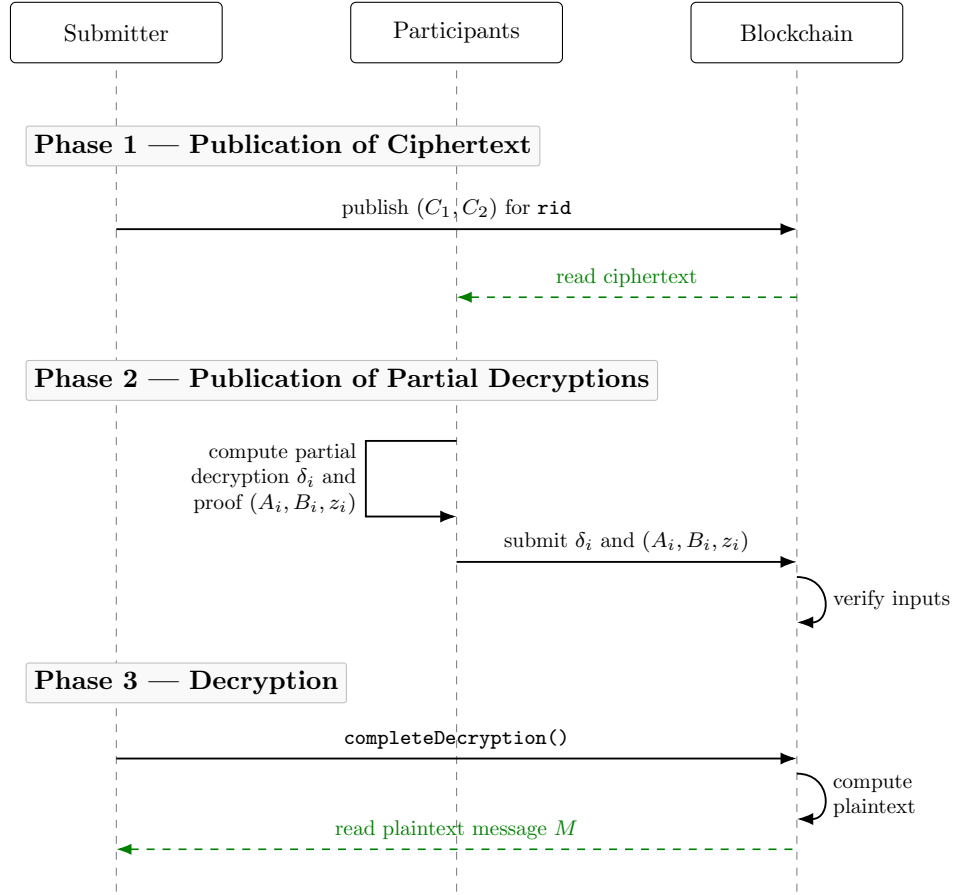 Submitter
Participants
Blockchain
Phase 1 — Publication of Ciphertext
publish (C₁, C₂) for rid
read ciphertext
Phase 2 — Publication of Partial Decryptions
compute partial
decryption δᵢ and
proof (Aᵢ, Bᵢ, zᵢ)
submit δᵢ and (Aᵢ, Bᵢ, zᵢ)
verify inputs
Phase 3 — Decryption
completeDecryption()
compute
plaintext
read plaintext message M